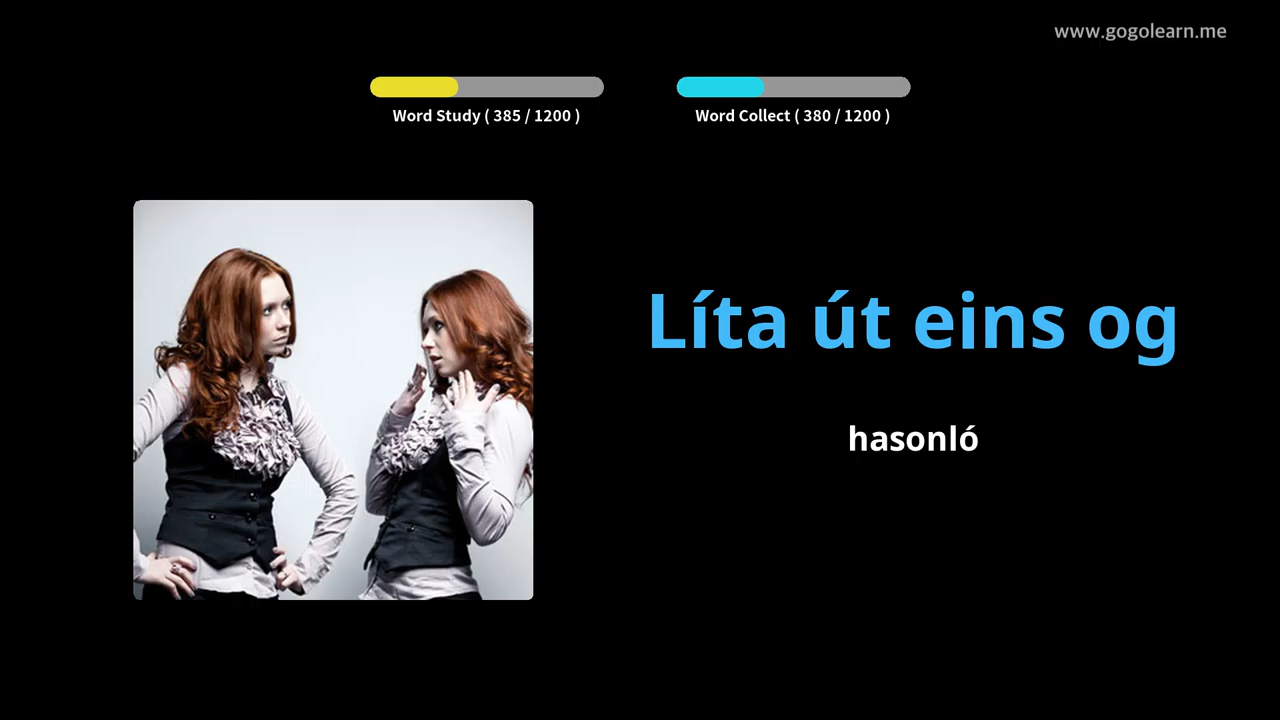 www.gogolearn.me
Word Study ( 385 / 1200 )
Word Collect ( 380 / 1200 )
Líta út eins og
hasonló